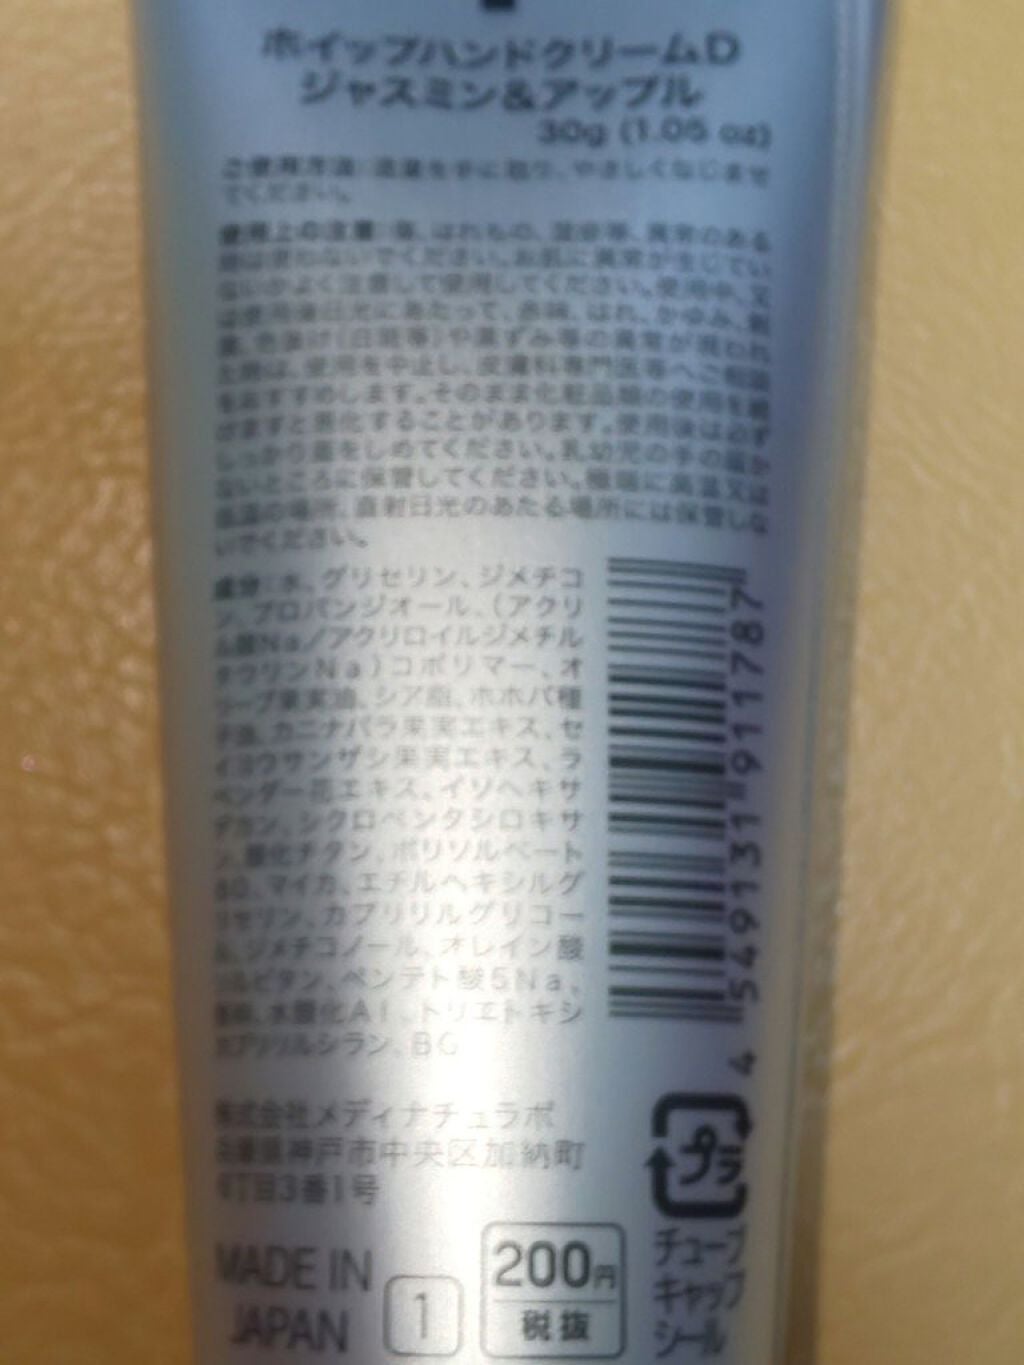 ホイップハンドクリームD
ジャスミン&アップル
30g (1.05 oz)
ご使用方法:適量を手に取り、やさしくなじませ
てください。
使用上の注意:傷、はれもの、湿疹等、異常のある
時は使わないでください。お肌に異常が生じてい
ないかよく注意して使用してください。使用中、又
は使用後日光にあたって、赤味、はれ、かゆみ、刺
激、色抜け(白斑等)や黒ずみ等の異常が現われ
た時は、使用を中止し、皮膚科専門医等へご相談
をおすすめします。そのまま化粧品類の使用を続
けますと悪化することがあります。使用後は必ず
しっかり蓋をしめてください。乳幼児の手の届か
ないところに保管してください。極端に高温又は
低温の場所、直射日光のあたる場所には保管しな
いでください。
成分:水、グリセリン、ジメチコ
ン、プロパンジオール、(アクリ
ル酸Na/アクリロイルジメチル
タウリンNa)コポリマー、オ
リーブ果実油、シア脂、ホホバ種
子油、カニナバラ果実エキス、セ
イヨウサンザシ果実エキス、ラ
ベンダー花エキス、イソヘキサ
デカン、シクロペンタシロキサ
ン、酸化チタン、ポリソルベート
80、マイカ、エチルヘキシルグ
リセリン、カプリリルグリコー
ル、ジメチコノール、オレイン酸
ソルビタン、ペンテト酸5Na、
香料、水酸化Al、トリエトキシ
カプリリルシラン、BG
4 549131 911787
株式会社メディナチュラボ
兵庫県神戸市中央区加納町
4丁目3番1号
MADE IN
JAPAN
1
200円
税抜
プラ
チューブ
キャップ
シール